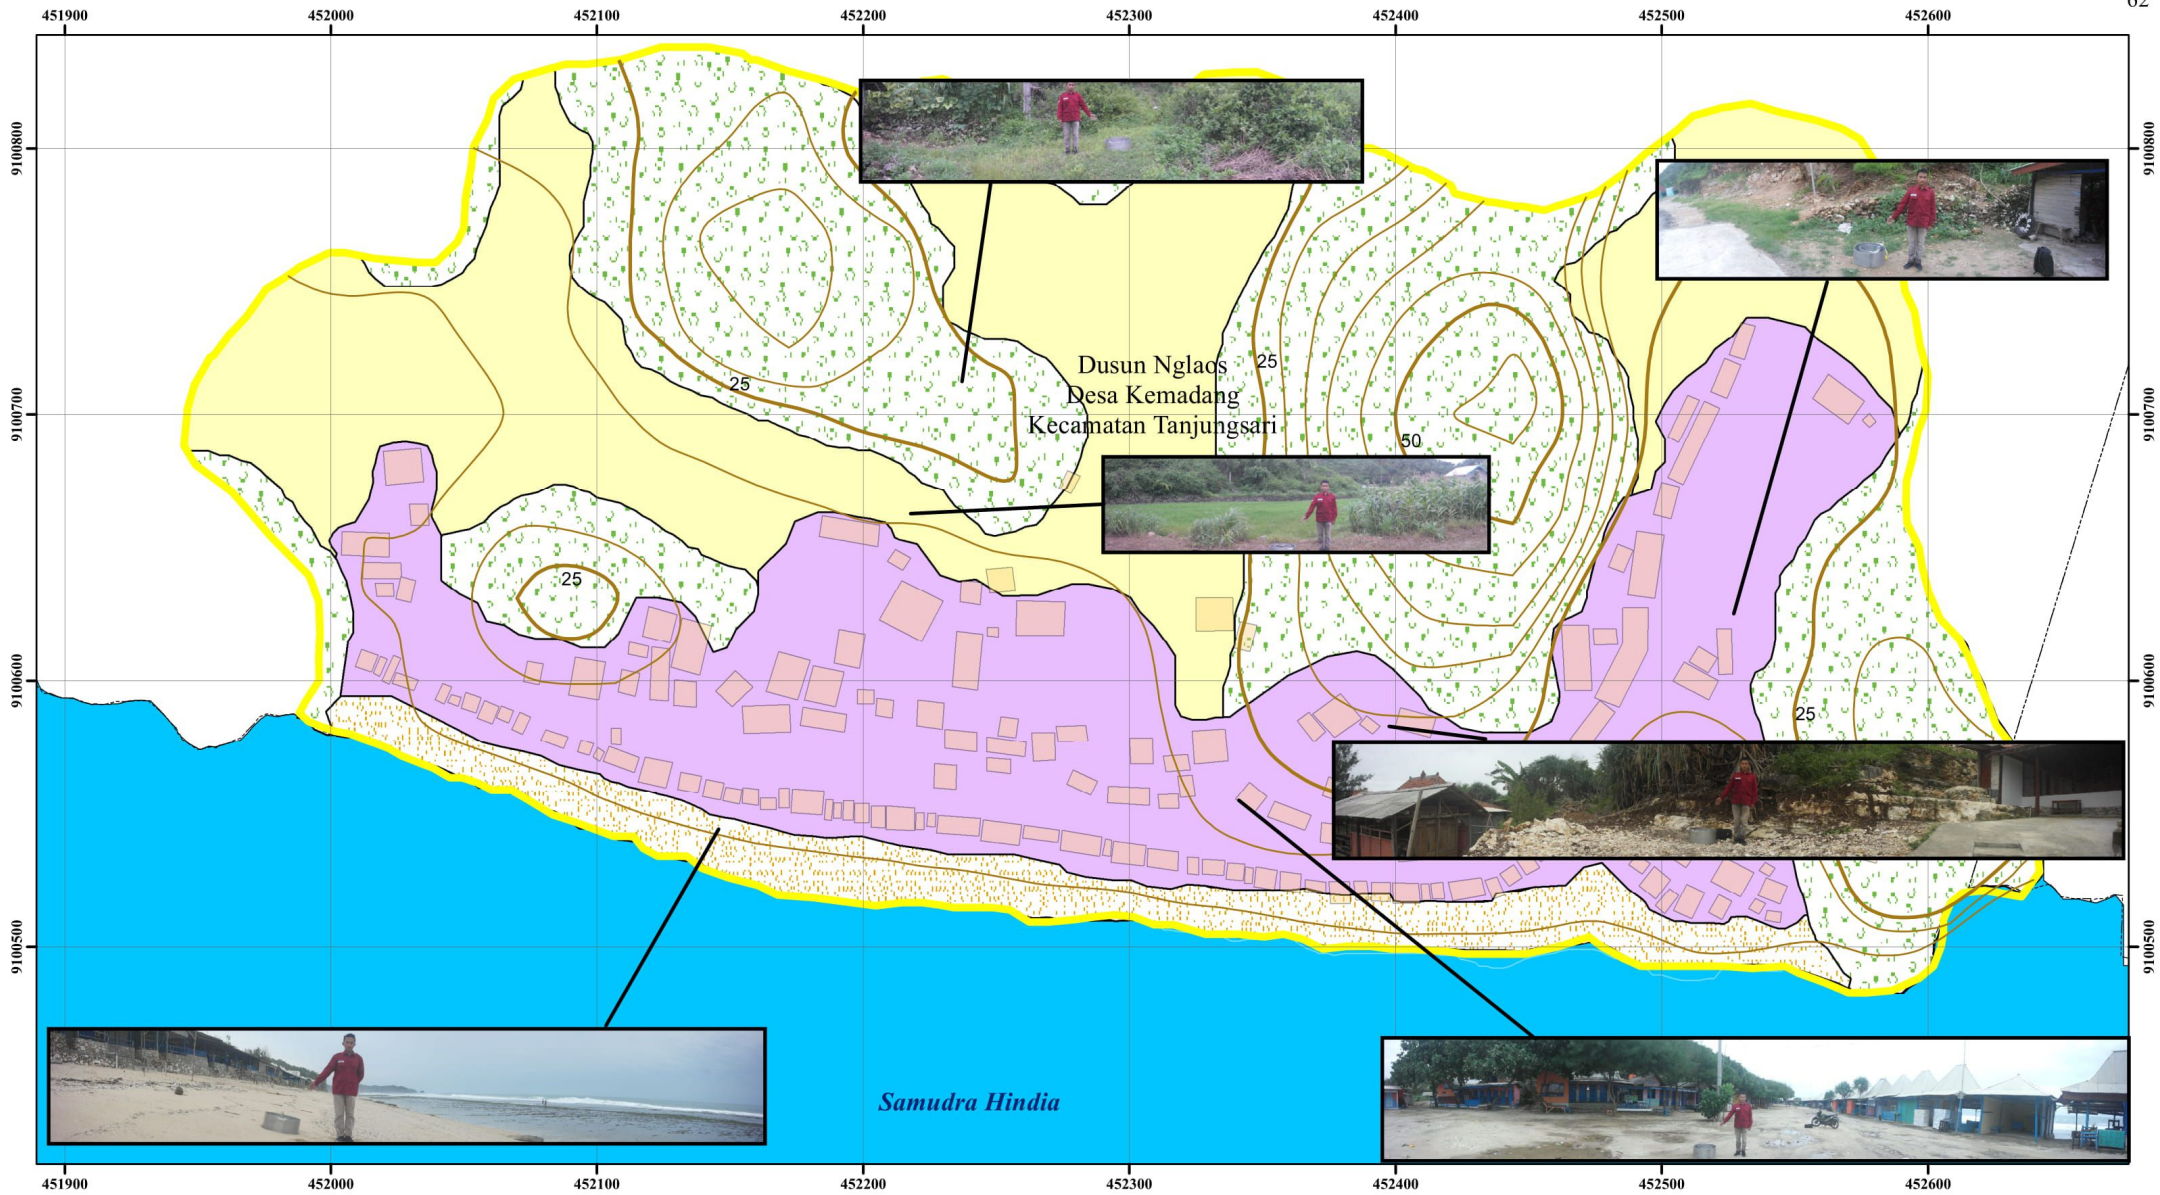 62
451900 452000 452100 452200 452300 452400 452500 452600
9100800 9100800
25
Dusun Nglaos
Desa Kemadang
Kecamatan Tanjungsari
25
9100700 9100700
50
25
9100600 9100600
25
9100500 9100500
Samudra Hindia
451900 452000 452100 452200 452300 452400 452500 452600